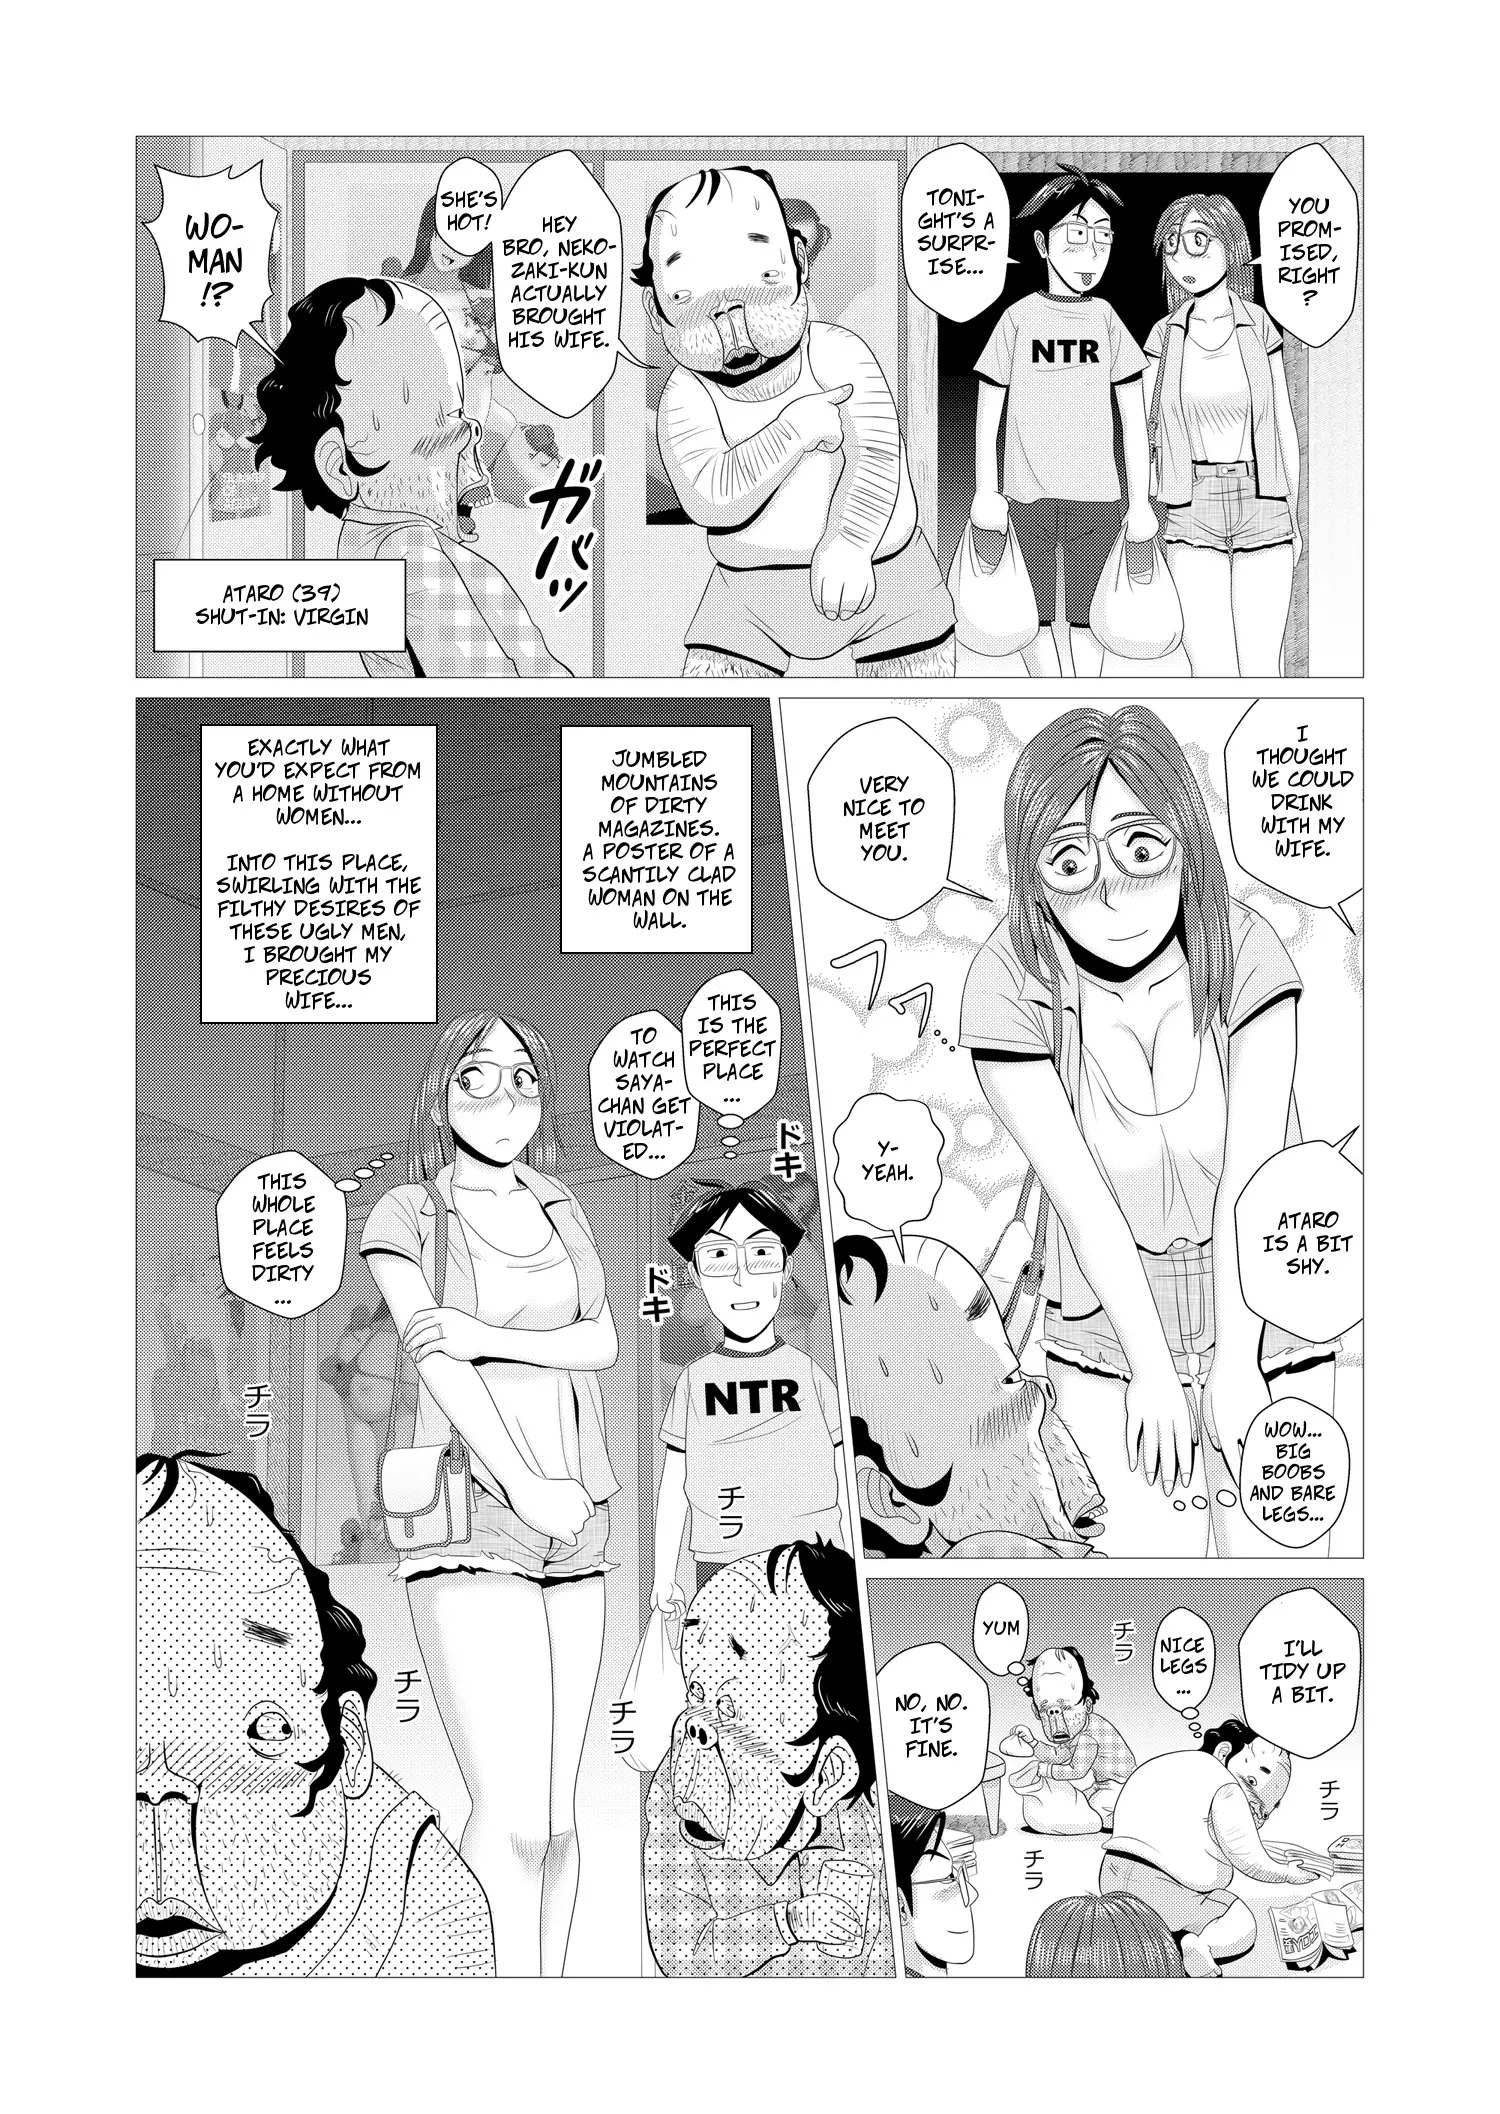 YOU
PROM-
ISED,
RIGHT
?
TONI-
GHT'S A
SURPR-
ISE...
NTR
HEY
BRO, NEKO-
ZAKI-KUN
ACTUALLY
BROUGHT
HIS WIFE.
SHE'S
HOT!
WO-
MAN
!?
ガバッ
ATARO (39)
SHUT-IN: VIRGIN
I
THOUGHT
WE COULD
DRINK
WITH MY
WIFE.
VERY
NICE TO
MEET
YOU.
フフ...
Y-
YEAH.
ATARO
IS A BIT
SHY.
WOW...
BIG
BOOBS
AND BARE
LEGS...
JUMBLED
MOUNTAINS
OF DIRTY
MAGAZINES.
A POSTER OF A
SCANTILY CLAD
WOMAN ON THE
WALL.
EXACTLY WHAT
YOU'D EXPECT FROM
A HOME WITHOUT
WOMEN...
INTO THIS PLACE,
SWIRLING WITH THE
FILTHY DESIRES OF
THESE UGLY MEN,
I BROUGHT MY
PRECIOUS
WIFE...
THIS
IS THE
PERFECT
PLACE
...
TO
WATCH
SAYA-
CHAN GET
VIOLAT-
ED...
ドキ
ドキ
THIS
WHOLE
PLACE
FEELS
DIRTY
...
NTR
チラ
チラ
チラ
チラ
I'LL
TIDY UP
A BIT.
NICE
LEGS
...
チラ
YUM
NO, NO.
IT'S
FINE.
チラ
チラ